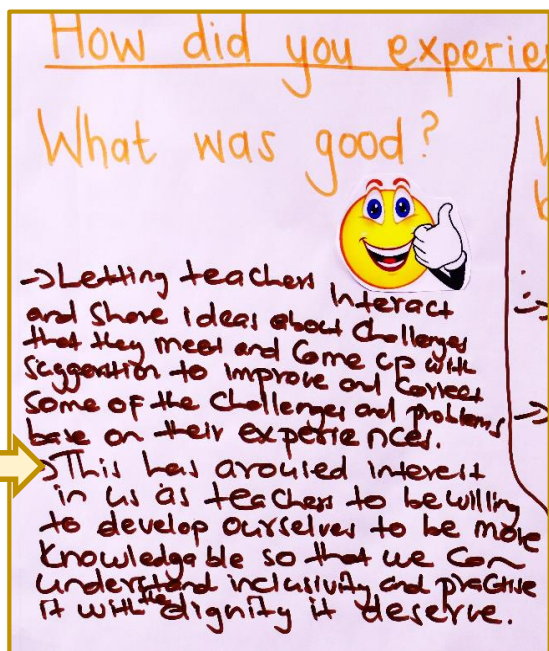 How did you experie
What was good?
→Letting teachers interact
and share ideas about challenges
that they meet and come up with
suggestion to improve and correct
some of the challenges and problems
base on their experiences.
→This has aroused interest
in us as teachers to be willing
to develop ourselves to be more
knowledgable so that we can
understand inclusivity and practise
it with the dignity it deserve.